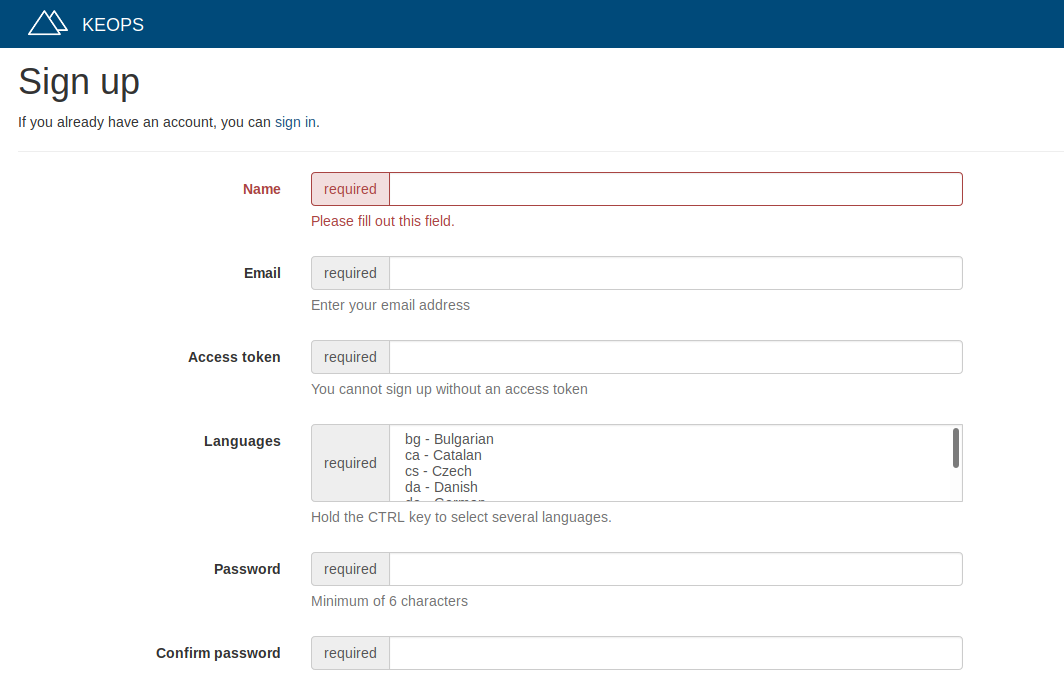 KEOPS
Sign up
If you already have an account, you can sign in.
Name required
Please fill out this field.
Email required
Enter your email address
Access token required
You cannot sign up without an access token
Languages required
bg - Bulgarian
ca - Catalan
cs - Czech
da - Danish
Hold the CTRL key to select several languages.
Password required
Minimum of 6 characters
Confirm password required